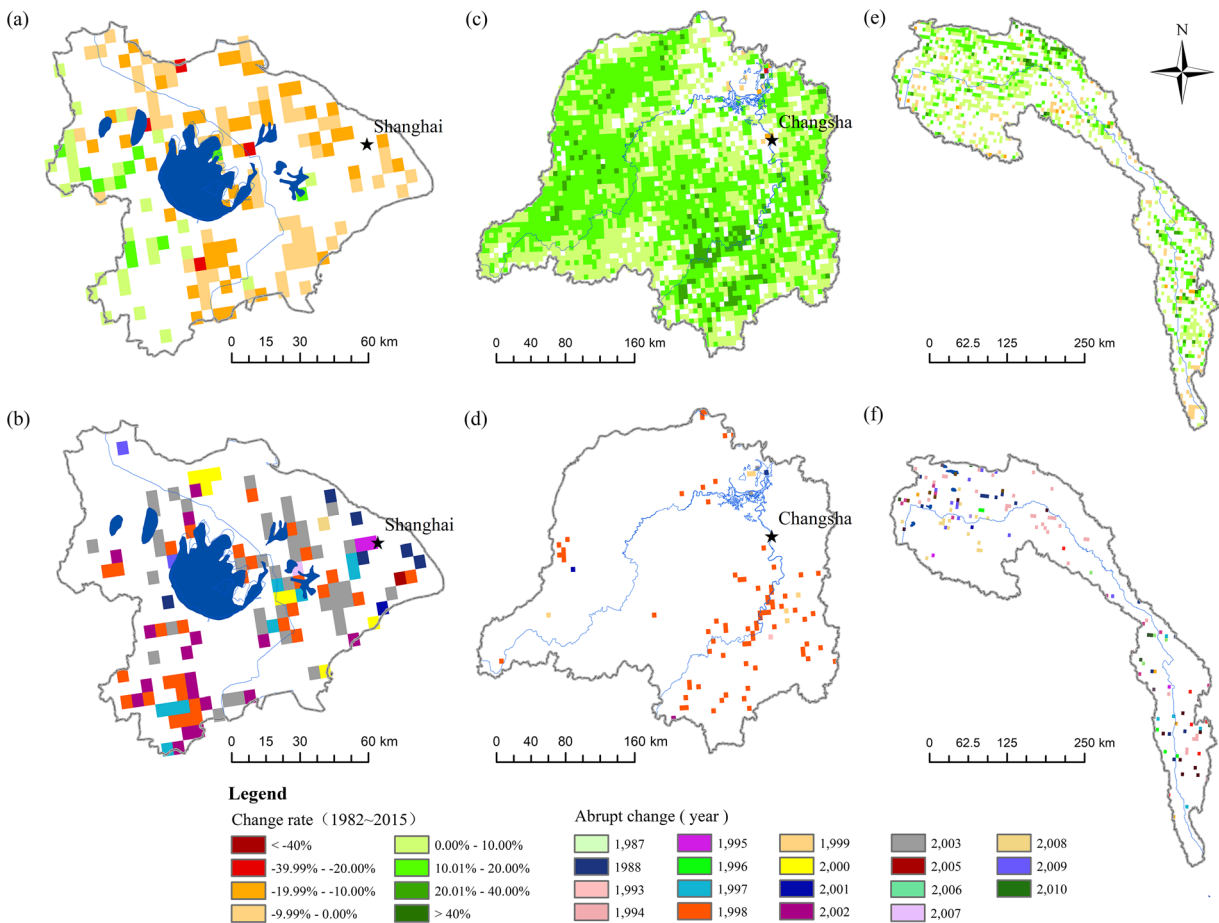 (a)
(c)
(e)
N
Shanghai
Changsha
0 15 30 60 km
0 40 80 160 km
0 62.5 125 250 km
(b)
(d)
(f)
Shanghai
Changsha
0 15 30 60 km
0 40 80 160 km
0 62.5 125 250 km
Legend
Change rate（1982~2015）
< -40%
-39.99% - -20.00%
-19.99% - -10.00%
-9.99% - 0.00%
0.00% - 10.00%
10.01% - 20.00%
20.01% - 40.00%
> 40%
Abrupt change ( year )
1,987
1988
1,993
1,994
1,995
1,996
1,997
1,998
1,999
2,000
2,001
2,002
2,003
2,005
2,006
2,007
2,008
2,009
2,010